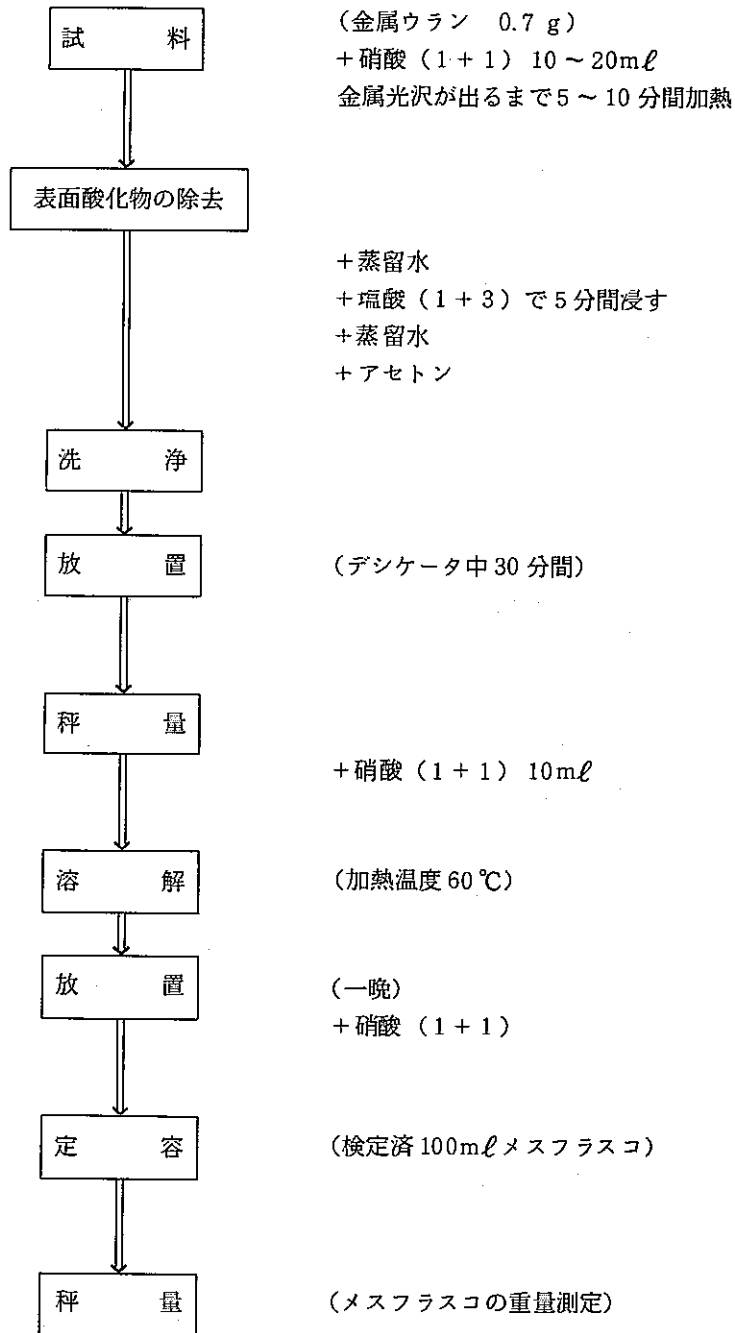 試料
(金属ウラン 0.7 g)
+硝酸(1+1) 10~20mℓ
金属光沢が出るまで5~10分間加熱
表面酸化物の除去
+蒸留水
+塩酸(1+3)で5分間浸す
+蒸留水
+アセトン
洗浄
放置
(デシケータ中30分間)
秤量
+硝酸(1+1) 10mℓ
溶解
(加熱温度60℃)
放置
(一晩)
+硝酸(1+1)
定容
(検定済100mℓメスフラスコ)
秤量
(メスフラスコの重量測定)